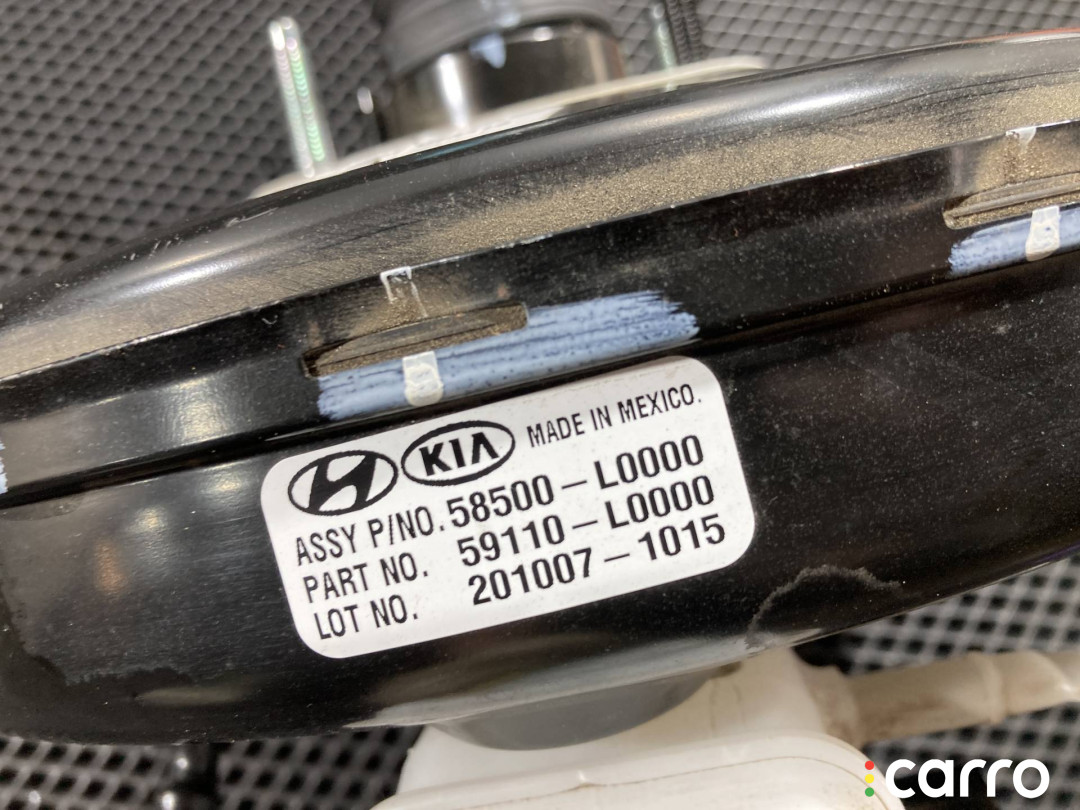 KIA MADE IN MEXICO.
ASSY P/NO. 58500-L0000
PART NO. 59110-L0000
LOT NO. 201007-1015
carro